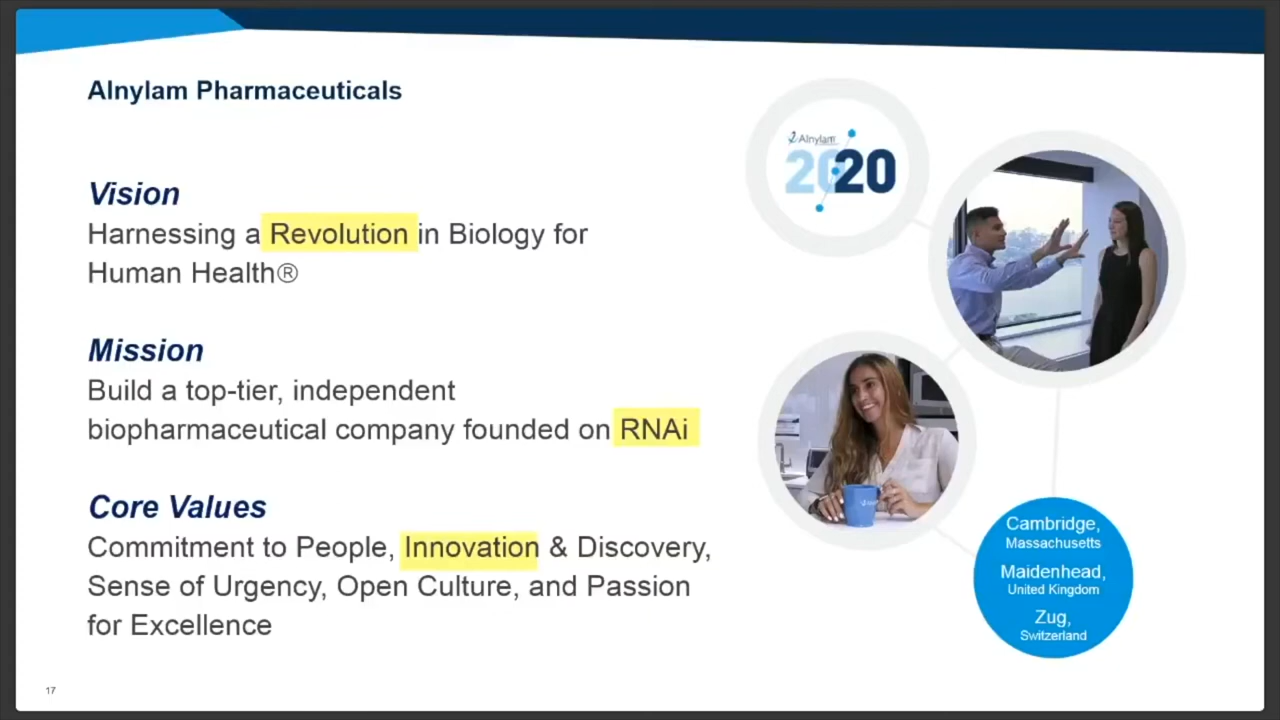 Alnylam Pharmaceuticals
Vision
Harnessing a Revolution in Biology for
Human Health®
Mission
Build a top-tier, independent
biopharmaceutical company founded on RNAi
Core Values
Commitment to People, Innovation & Discovery,
Sense of Urgency, Open Culture, and Passion
for Excellence
Alnylam
2020
Cambridge,
Massachusetts
Maidenhead,
United Kingdom
Zug,
Switzerland
17